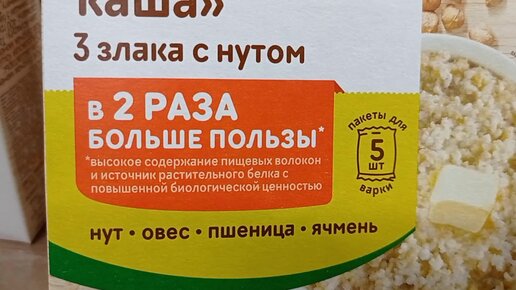 каша»
3 злака с нутом
в 2 РАЗА
БОЛЬШЕ ПОЛЬЗЫ*
*высокое содержание пищевых волокон
и источник растительного белка с
повышенной биологической ценностью
пакеты для
5
шт
варки
нут • овес • пшеница • ячмень